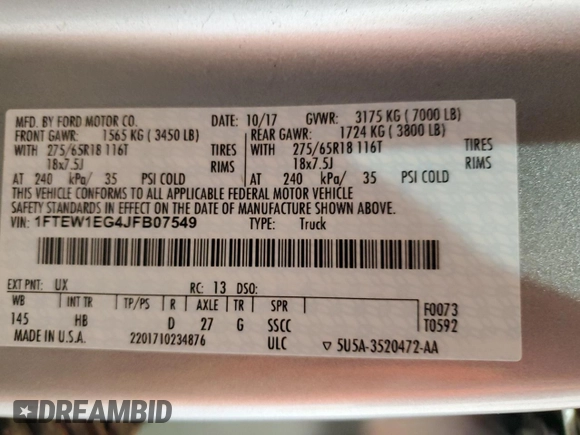 MFD. BY FORD MOTOR CO. DATE: 10/17 GVWR: 3175 KG ( 7000 LB)
FRONT GAWR: 1565 KG ( 3450 LB) REAR GAWR: 1724 KG ( 3800 LB)
WITH 275/65R18 116T TIRES WITH 275/65R18 116T TIRES
18x7.5J RIMS 18x7.5J RIMS
AT 240 kPa/ 35 PSI COLD AT 240 kPa/ 35 PSI COLD
THIS VEHICLE CONFORMS TO ALL APPLICABLE FEDERAL MOTOR VEHICLE
SAFETY STANDARDS IN EFFECT ON THE DATE OF MANUFACTURE SHOWN ABOVE.
VIN: 1FTEW1EG4JFB07549 TYPE: Truck
EXT PNT: UX RC: 13 DSO:
WB INT TR TP/PS R AXLE TR SPR F0073
145 HB D 27 G SSCC T0592
MADE IN U.S.A. 2201710234876 ULC ▽ 5U5A-3520472-AA
DREAMBID